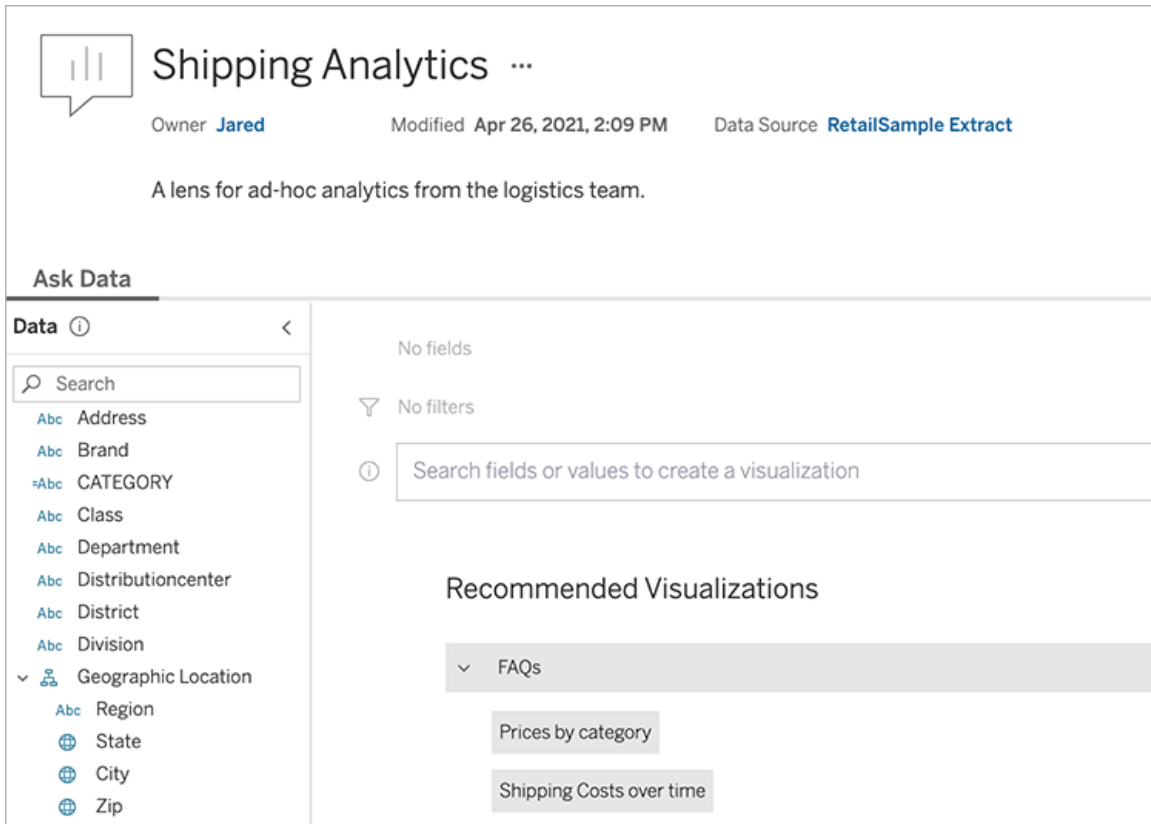 Shipping Analytics ...
Owner Jared Modified Apr 26, 2021, 2:09 PM Data Source RetailSample Extract
A lens for ad-hoc analytics from the logistics team.
Ask Data
Data
Search
Abc Address
Abc Brand
=Abc CATEGORY
Abc Class
Abc Department
Abc Distributioncenter
Abc District
Abc Division
Geographic Location
Abc Region
State
City
Zip
No fields
No filters
Search fields or values to create a visualization
Recommended Visualizations
FAQs
Prices by category
Shipping Costs over time